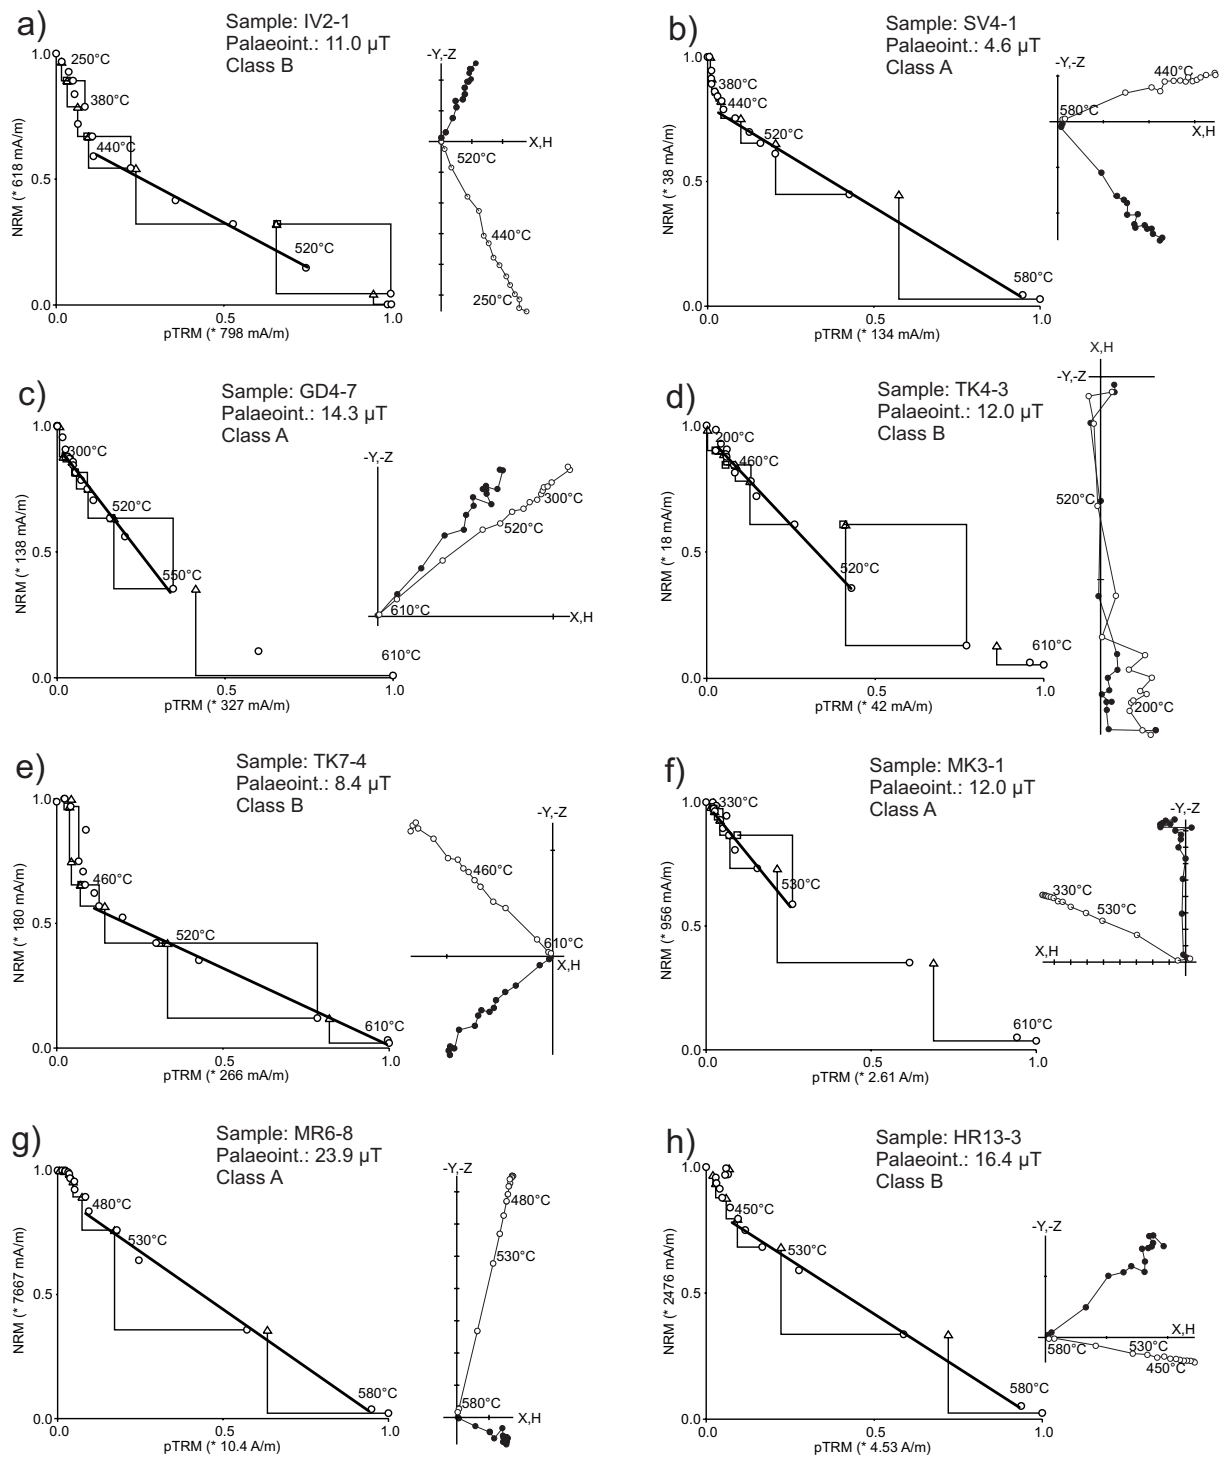 a)
Sample: IV2-1
Palaeoint.: 11.0 µT
Class B
1.0
0.5
0.0
NRM (* 618 mA/m)
250°C
380°C
440°C
520°C
0.0
0.5
1.0
pTRM (* 798 mA/m)
-Y,-Z
X,H
520°C
440°C
250°C
b)
Sample: SV4-1
Palaeoint.: 4.6 µT
Class A
1.0
0.5
0.0
NRM (* 38 mA/m)
380°C
440°C
520°C
580°C
0.0
0.5
1.0
pTRM (* 134 mA/m)
-Y,-Z
440°C
580°C
X,H
c)
Sample: GD4-7
Palaeoint.: 14.3 µT
Class A
1.0
0.5
0.0
NRM (* 138 mA/m)
300°C
520°C
550°C
610°C
0.0
0.5
1.0
pTRM (* 327 mA/m)
-Y,-Z
300°C
520°C
610°C
X,H
d)
Sample: TK4-3
Palaeoint.: 12.0 µT
Class B
1.0
0.5
0.0
NRM (* 18 mA/m)
200°C
460°C
520°C
610°C
0.0
0.5
1.0
pTRM (* 42 mA/m)
X,H
-Y,-Z
520°C
200°C
e)
Sample: TK7-4
Palaeoint.: 8.4 µT
Class B
1.0
0.5
0.0
NRM (* 180 mA/m)
460°C
520°C
610°C
0.0
0.5
1.0
pTRM (* 266 mA/m)
-Y,-Z
460°C
610°C
X,H
f)
Sample: MK3-1
Palaeoint.: 12.0 µT
Class A
1.0
0.5
0.0
NRM (* 956 mA/m)
330°C
530°C
610°C
0.0
0.5
1.0
pTRM (* 2.61 A/m)
-Y,-Z
330°C
530°C
X,H
g)
Sample: MR6-8
Palaeoint.: 23.9 µT
Class A
1.0
0.5
0.0
NRM (* 7667 mA/m)
480°C
530°C
580°C
0.0
0.5
1.0
pTRM (* 10.4 A/m)
-Y,-Z
480°C
530°C
580°C
X,H
h)
Sample: HR13-3
Palaeoint.: 16.4 µT
Class B
1.0
0.5
0.0
NRM (* 2476 mA/m)
450°C
530°C
580°C
0.0
0.5
1.0
pTRM (* 4.53 A/m)
-Y,-Z
X,H
580°C
530°C
450°C